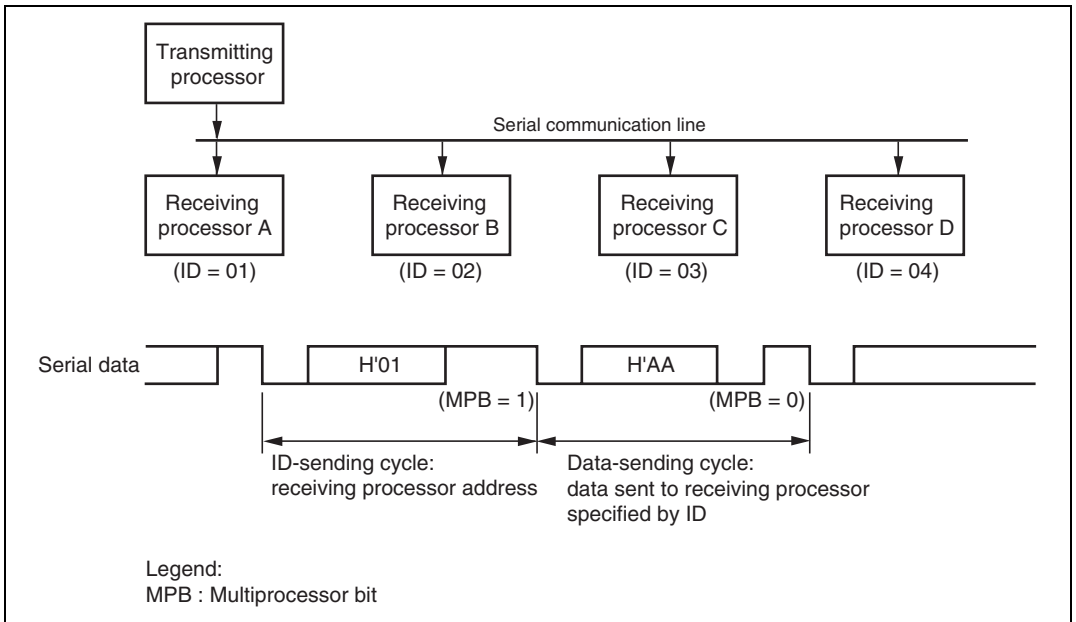 Transmitting
processor
Serial communication line
Receiving
processor A
(ID = 01)
Receiving
processor B
(ID = 02)
Receiving
processor C
(ID = 03)
Receiving
processor D
(ID = 04)
Serial data
H'01
H'AA
(MPB = 1)
(MPB = 0)
ID-sending cycle:
receiving processor address
Data-sending cycle:
data sent to receiving processor
specified by ID
Legend:
MPB : Multiprocessor bit